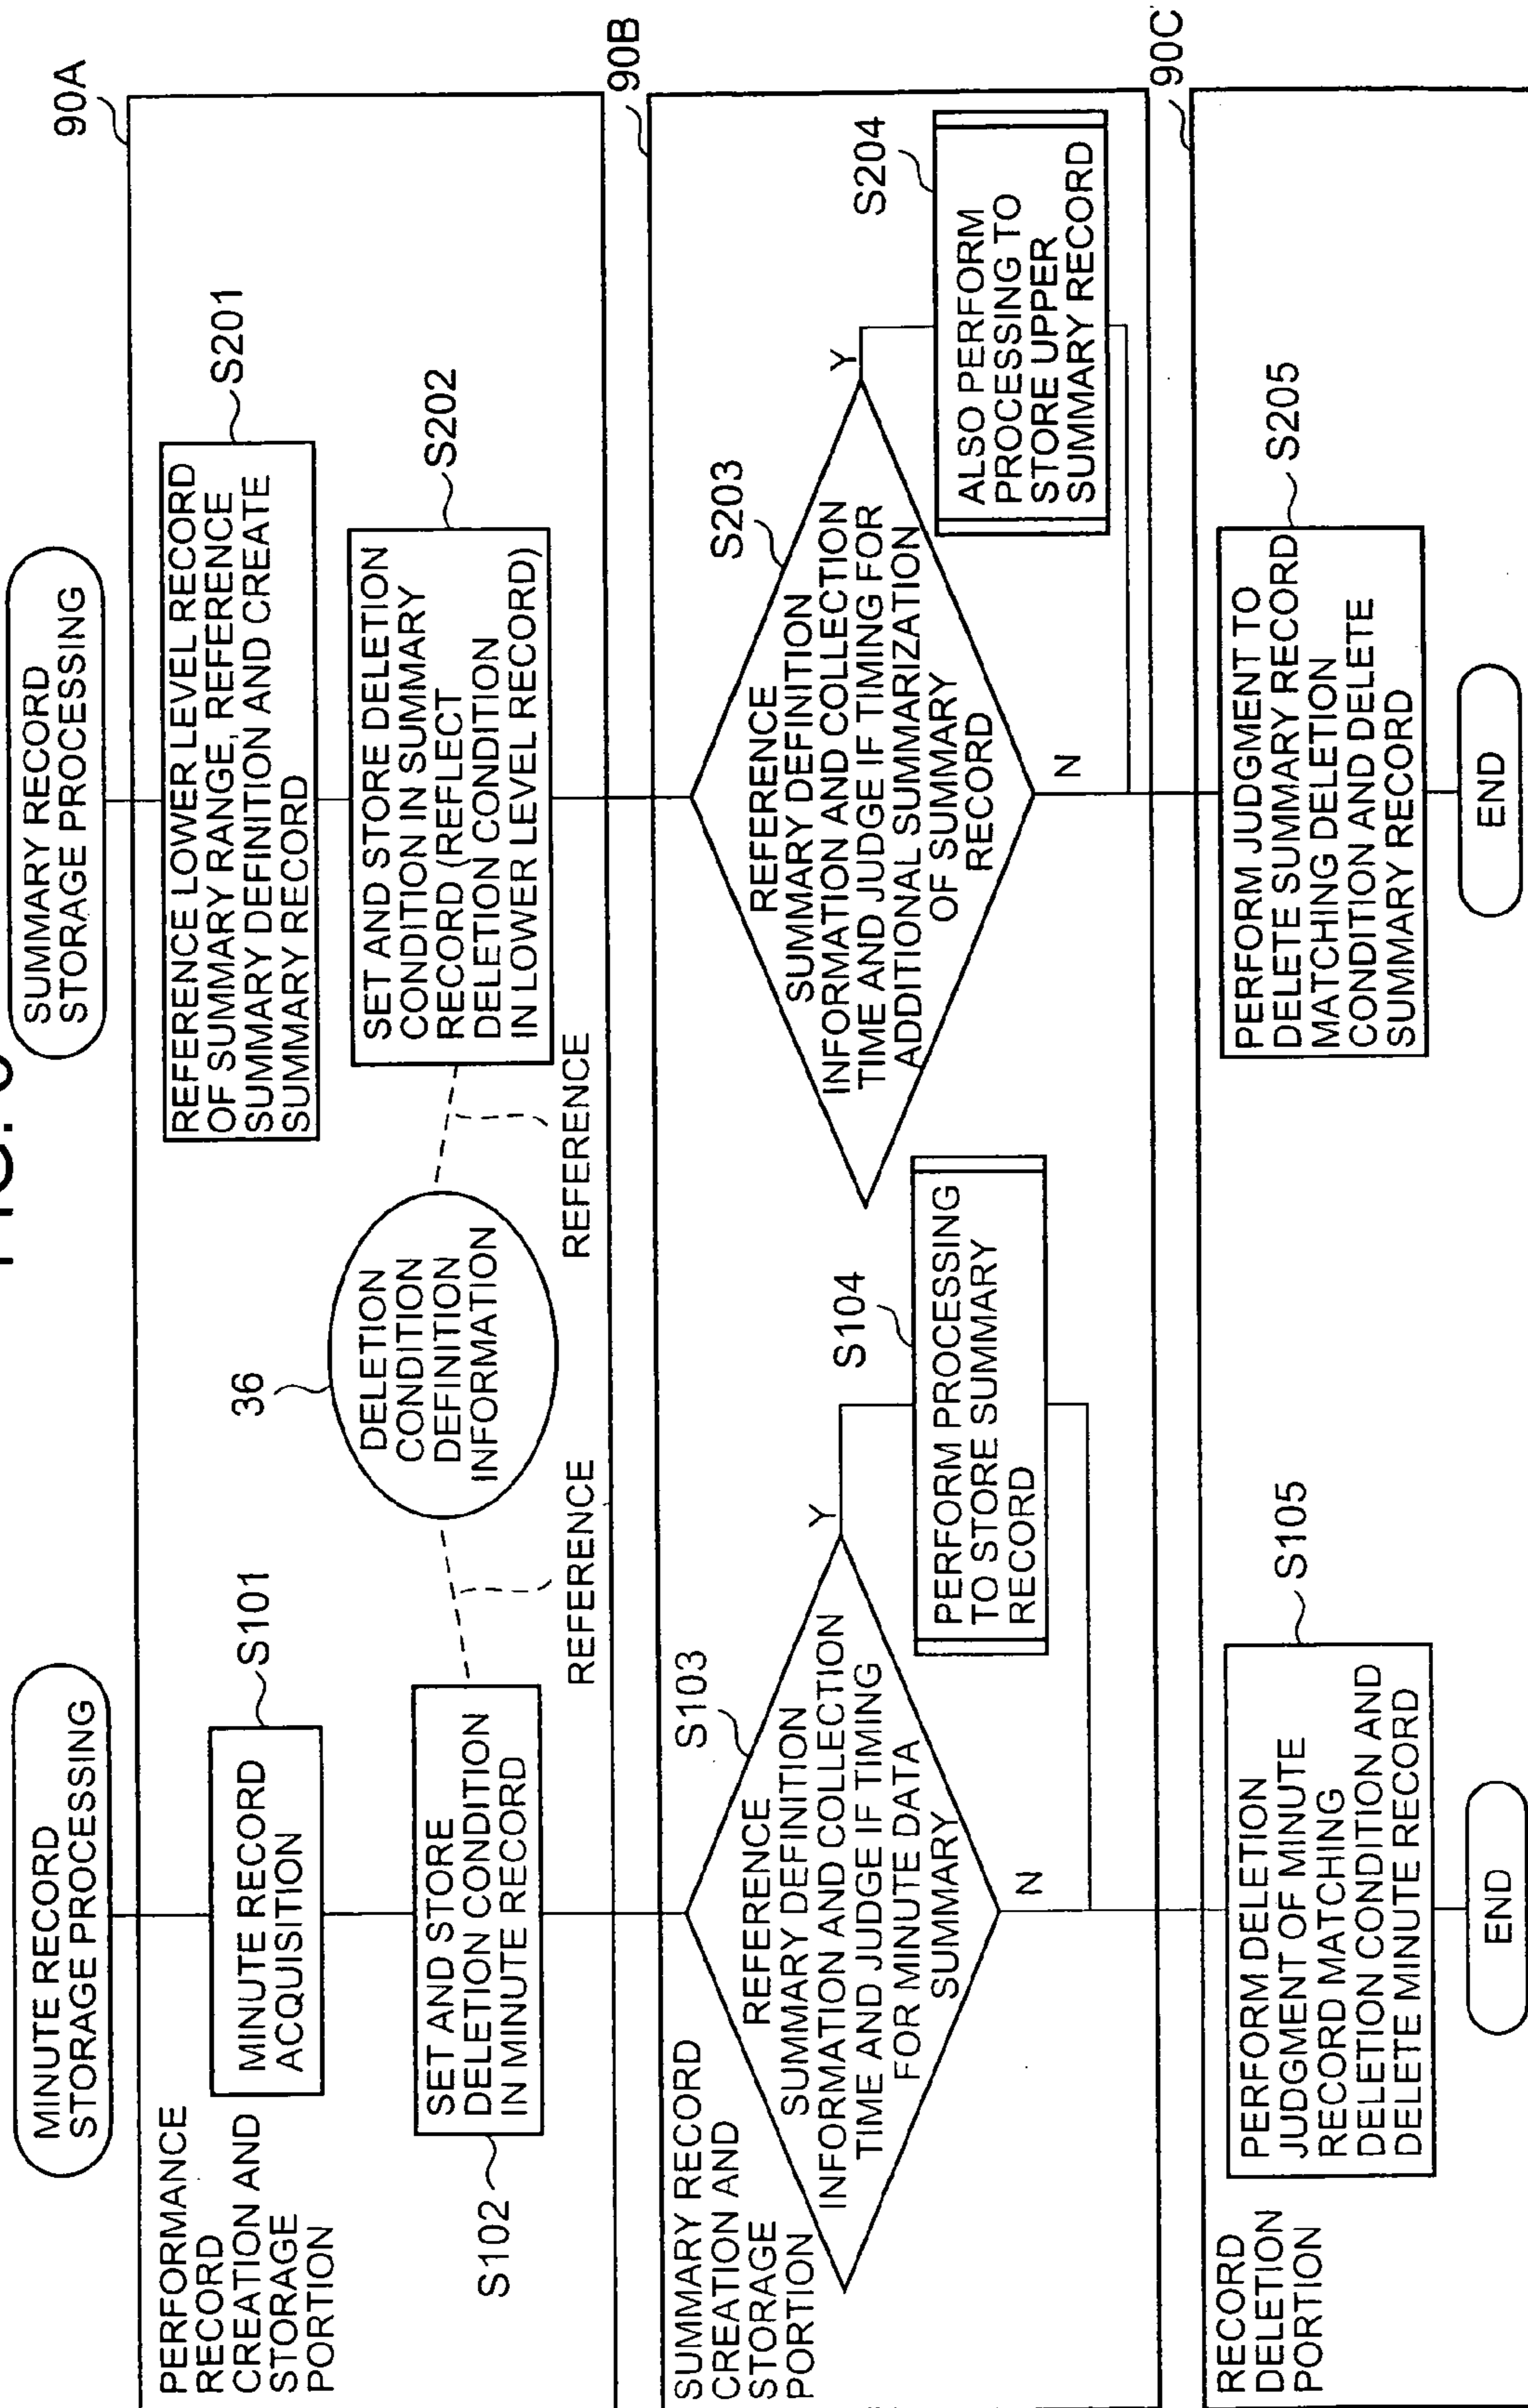 FIG.
MINUTE RECORD
STORAGE PROCESSING
SUMMARY RECORD
STORAGE PROCESSING
90A
PERFORMANCE
RECORD
CREATION AND
STORAGE
PORTION
MINUTE RECORD
ACQUISITION
S101
SET AND STORE
DELETION CONDITION
IN MINUTE RECORD
S102
REFERENCE
36
DELETION
CONDITION
DEFINITION
INFORMATION
REFERENCE
REFERENCE LOWER LEVEL RECORD
OF SUMMARY RANGE, REFERENCE
SUMMARY DEFINITION AND CREATE
SUMMARY RECORD
S201
SET AND STORE DELETION
CONDITION IN SUMMARY
RECORD (REFLECT
DELETION CONDITION
IN LOWER LEVEL RECORD)
S202
90B
SUMMARY RECORD
CREATION AND
STORAGE
PORTION
S103
REFERENCE
SUMMARY DEFINITION
INFORMATION AND COLLECTION
TIME AND JUDGE IF TIMING
FOR MINUTE DATA
SUMMARY
Y
N
S104
PERFORM PROCESSING
TO STORE SUMMARY
RECORD
S203
REFERENCE
SUMMARY DEFINITION
INFORMATION AND COLLECTION
TIME AND JUDGE IF TIMING FOR
ADDITIONAL SUMMARIZATION
OF SUMMARY
RECORD
Y
N
S204
ALSO PERFORM
PROCESSING TO
STORE UPPER
SUMMARY RECORD
90C
RECORD
DELETION
PORTION
PERFORM DELETION
JUDGMENT OF MINUTE
RECORD MATCHING
DELETION CONDITION AND
DELETE MINUTE RECORD
S105
PERFORM JUDGMENT TO
DELETE SUMMARY RECORD
MATCHING DELETION
CONDITION AND DELETE
SUMMARY RECORD
S205
END
END